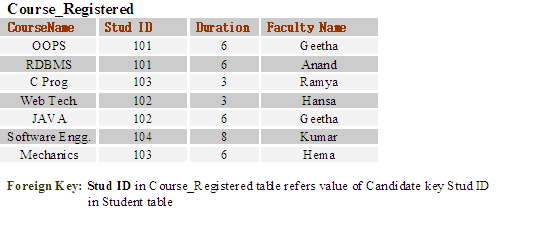 Course_Registered
CourseName Stud ID Duration Faculty Name
OOPS 101 6 Geetha
RDBMS 101 6 Anand
C Prog 103 3 Ramya
Web Tech. 102 3 Hansa
JAVA 102 6 Geetha
Software Engg. 104 8 Kumar
Mechanics 103 6 Hema
Foreign Key: Stud ID in Course_Registered table refers value of Candidate key Stud ID
in Student table